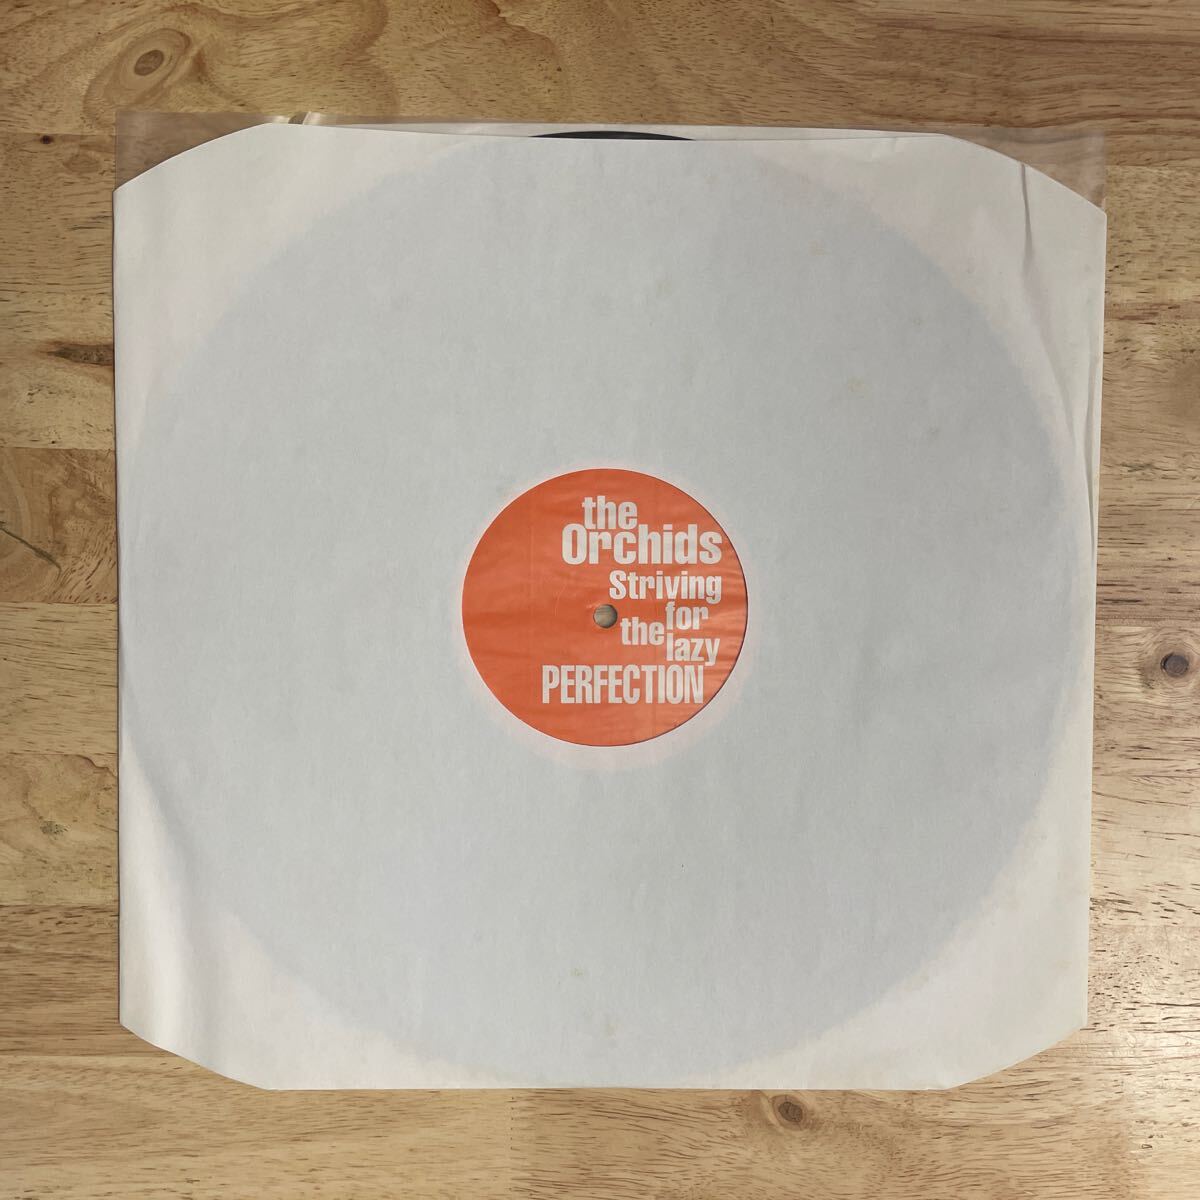 the
Orchids
Striving
for
the
lazy
PERFECTION